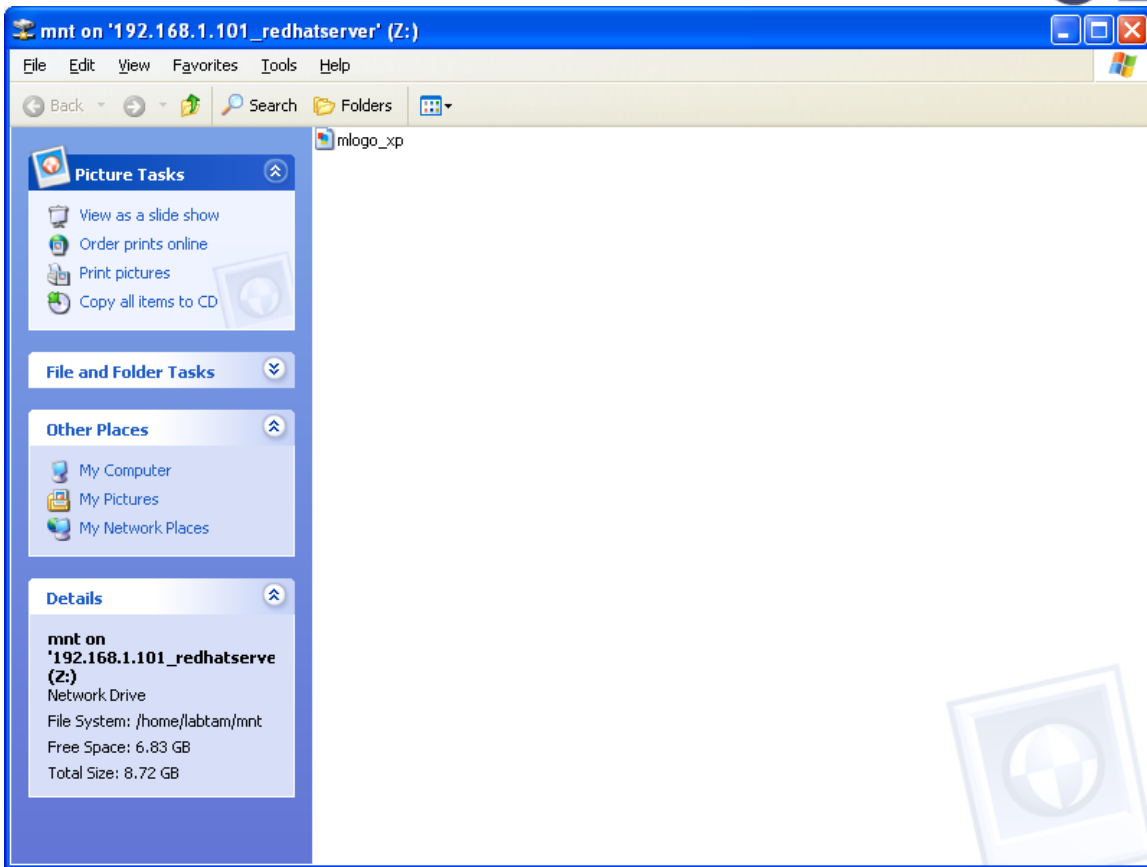 mnt on '192.168.1.101_redhatserver' (Z:)
File Edit View Favorites Tools Help
Back Search Folders
mlogo_xp
Picture Tasks
View as a slide show
Order prints online
Print pictures
Copy all items to CD
File and Folder Tasks
Other Places
My Computer
My Pictures
My Network Places
Details
mnt on
'192.168.1.101_redhatserve
(Z:)
Network Drive
File System: /home/labtam/mnt
Free Space: 6.83 GB
Total Size: 8.72 GB